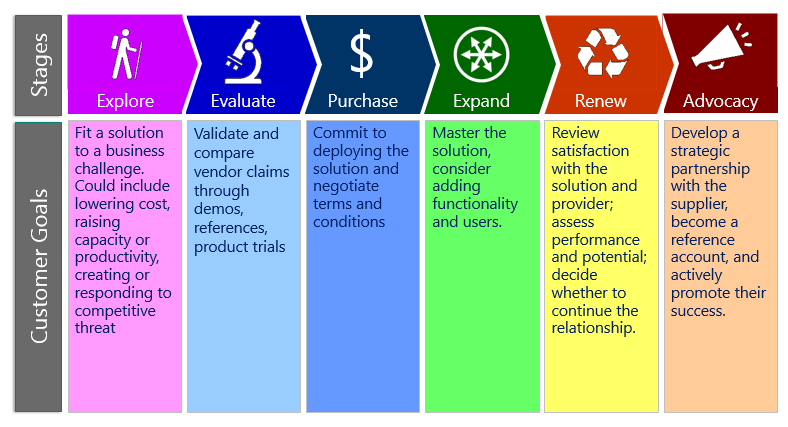 Stages
Explore
Evaluate
$
Purchase
Expand
Renew
Advocacy
Customer Goals
Fit a solution
to a business
challenge.
Could include
lowering cost,
raising
capacity or
productivity,
creating or
responding to
competitive
threat
Validate and
compare
vendor claims
through
demos,
references,
product trials
Commit to
deploying the
solution and
negotiate
terms and
conditions
Master the
solution,
consider
adding
functionality
and users.
Review
satisfaction
with the
solution and
provider;
assess
performance
and potential;
decide
whether to
continue the
relationship.
Develop a
strategic
partnership
with the
supplier,
become a
reference
account, and
actively
promote their
success.